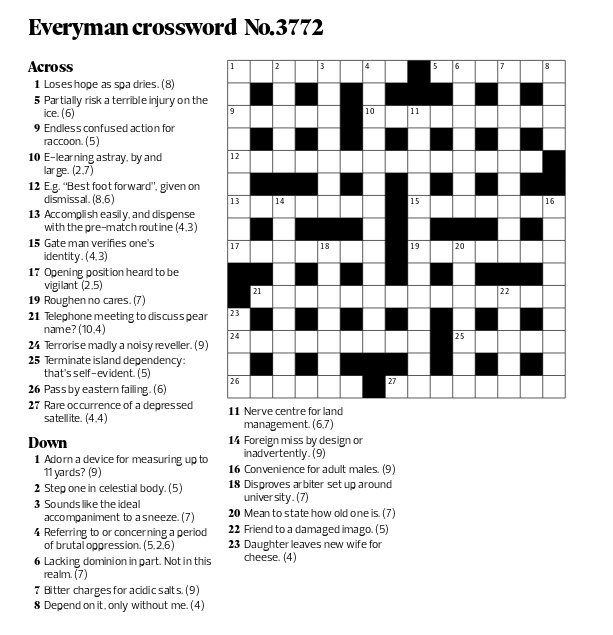 Everyman crossword No.3772
Across
1 Loses hope as spa dries. (8)
5 Partially risk a terrible injury on the
ice. (6)
9 Endless confused action for
raccoon. (5)
10 E-learning astray, by and
large. (2,7)
12 E.g. “Best foot forward”, given on
dismissal. (8,6)
13 Accomplish easily, and dispense
with the pre-match routine (4,3)
15 Gate man verifies one's
identity. (4,3)
17 Opening position heard to be
vigilant (2,5)
19 Roughen no cares. (7)
21 Telephone meeting to discuss pear
name? (10,4)
24 Terrorise madly a noisy reveller. (9)
25 Terminate island dependency:
that's self-evident. (5)
26 Pass by eastern failing. (6)
27 Rare occurrence of a depressed
satellite. (4,4)
Down
1 Adorn a device for measuring up to
11 yards? (9)
2 Step one in celestial body. (5)
3 Sounds like the ideal
accompaniment to a sneeze. (7)
4 Referring to or concerning a period
of brutal oppression. (5,2,6)
6 Lacking dominion in part. Not in this
realm. (7)
7 Bitter charges for acidic salts. (9)
8 Depend on it, only without me. (4)
1 2 3 4 5 6 7 8
9 10 11
12
13 14 15 16
17 18 19 20
21 22
23
24 25
26 27
11 Nerve centre for land
management. (6,7)
14 Foreign miss by design or
inadvertently. (9)
16 Convenience for adult males. (9)
18 Disproves arbiter set up around
university. (7)
20 Mean to state how old one is. (7)
22 Friend to a damaged imago. (5)
23 Daughter leaves new wife for
cheese. (4)